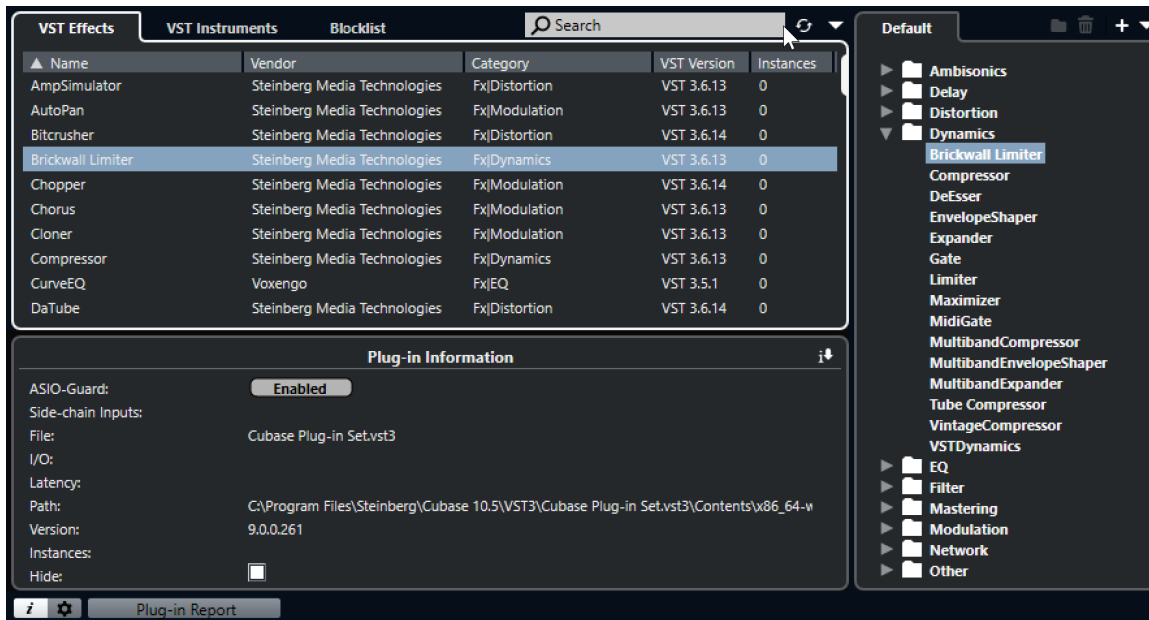 VST Effects VST Instruments Blocklist Search
Name Vendor Category VST Version Instances
AmpSimulator Steinberg Media Technologies Fx|Distortion VST 3.6.13 0
AutoPan Steinberg Media Technologies Fx|Modulation VST 3.6.13 0
Bitcrusher Steinberg Media Technologies Fx|Distortion VST 3.6.14 0
Brickwall Limiter Steinberg Media Technologies Fx|Dynamics VST 3.6.13 0
Chopper Steinberg Media Technologies Fx|Modulation VST 3.6.14 0
Chorus Steinberg Media Technologies Fx|Modulation VST 3.6.13 0
Cloner Steinberg Media Technologies Fx|Modulation VST 3.6.13 0
Compressor Steinberg Media Technologies Fx|Dynamics VST 3.6.13 0
CurveEQ Voxengo Fx|EQ VST 3.5.1 0
DaTube Steinberg Media Technologies Fx|Distortion VST 3.6.14 0
Plug-in Information
ASIO-Guard: Enabled
Side-chain Inputs:
File: Cubase Plug-in Set.vst3
I/O:
Latency:
Path: C:\Program Files\Steinberg\Cubase 10.5\VST3\Cubase Plug-in Set.vst3\Contents\x86_64-w
Version: 9.0.0.261
Instances:
Hide:
i Plug-in Report
Default
Ambisonics
Delay
Distortion
Dynamics
Brickwall Limiter
Compressor
DeEsser
EnvelopeShaper
Expander
Gate
Limiter
Maximizer
MidiGate
MultibandCompressor
MultibandEnvelopeShaper
MultibandExpander
Tube Compressor
VintageCompressor
VSTDynamics
EQ
Filter
Mastering
Modulation
Network
Other